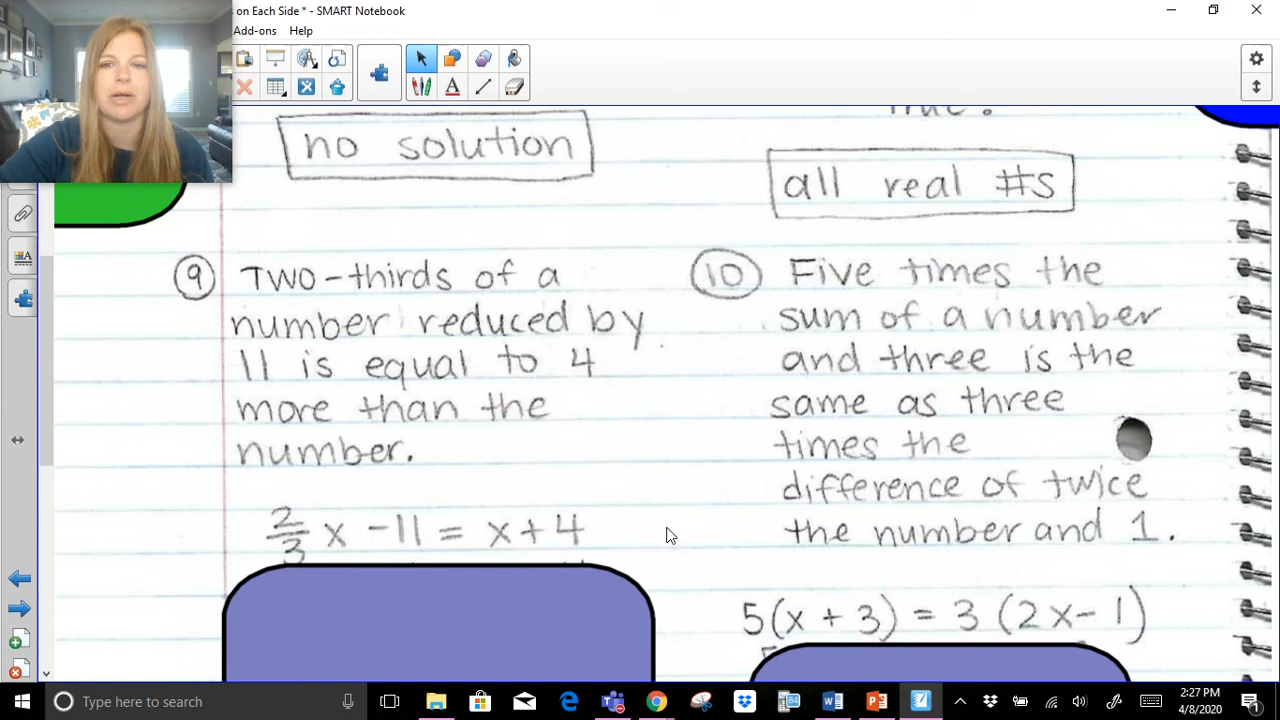 on Each Side * - SMART Notebook
Add-ons Help
no solution
all real #s
9 Two-thirds of a
number reduced by
11 is equal to 4
more than the
number.
2/3 x - 11 = x + 4
10 Five times the
sum of a number
and three is the
same as three
times the
difference of twice
the number and 1.
5(x + 3) = 3 (2x - 1)
Type here to search
2:27 PM
4/8/2020